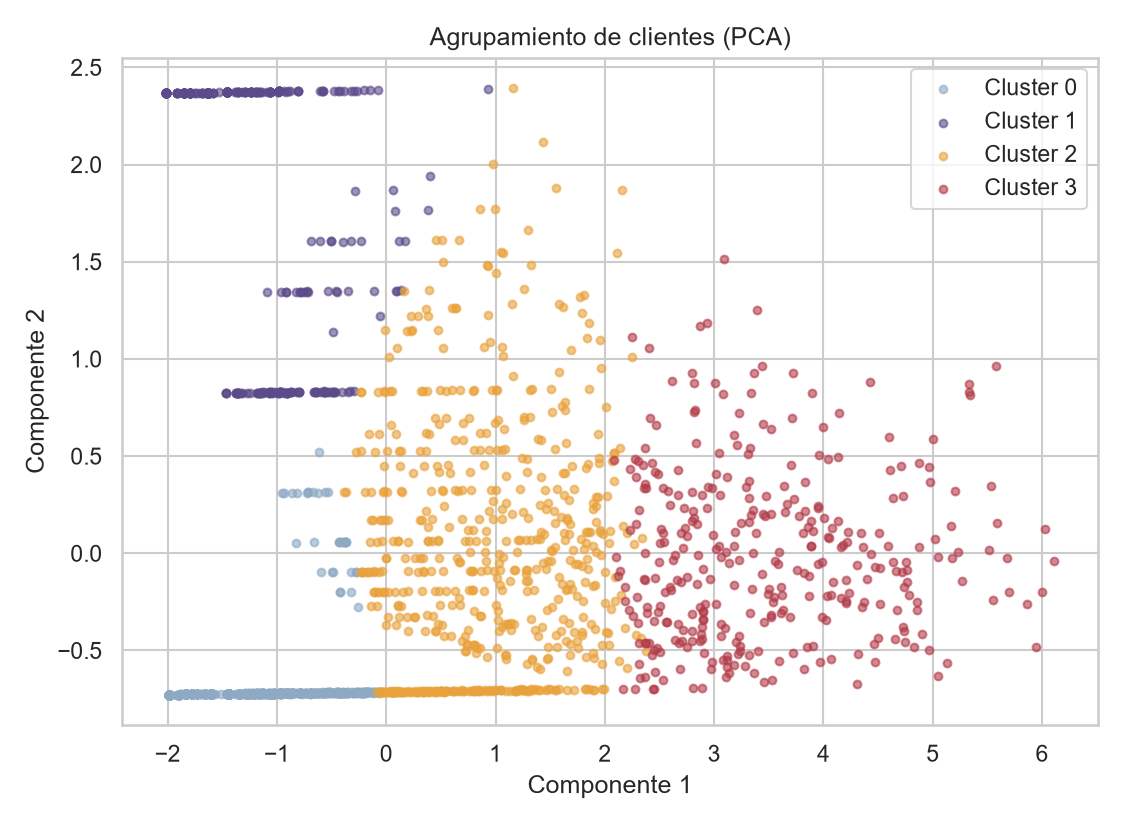 Agrupamiento de clientes (PCA)
2.5
2.0
1.5
1.0
0.5
0.0
−0.5
Componente 2
Cluster 0
Cluster 1
Cluster 2
Cluster 3
−2 −1 0 1 2 3 4 5 6
Componente 1